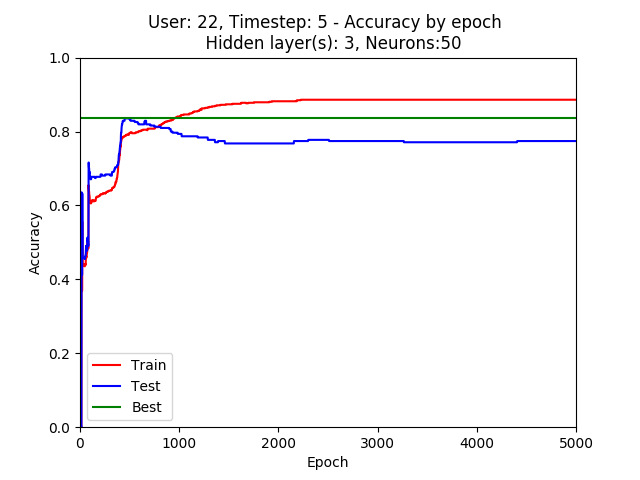 User: 22, Timestep: 5 - Accuracy by epoch
Hidden layer(s): 3, Neurons:50
1.0
0.8
0.6
0.4
0.2
0.0
Accuracy
Train
Test
Best
0 1000 2000 3000 4000 5000
Epoch